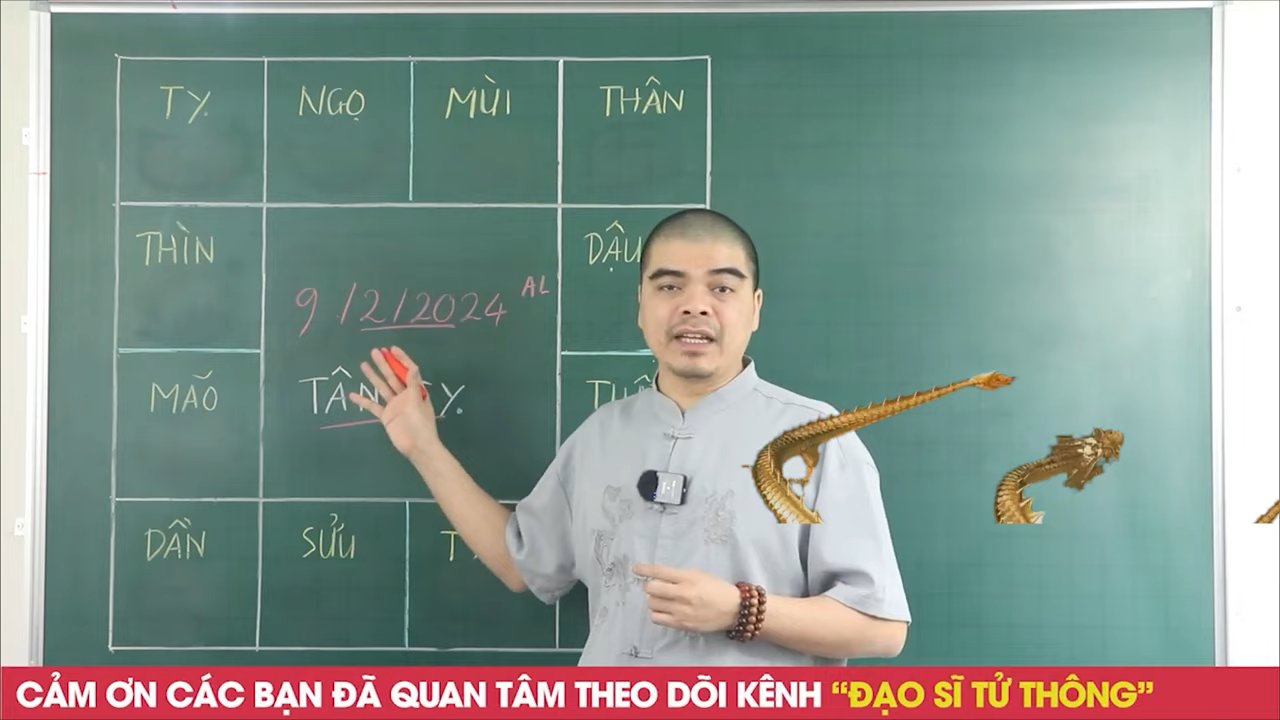 TỴ NGỌ MÙI THÂN
THÌN DẬU
9/2/2024 AL
MÃO TÂN
DẦN SỬU
CẢM ƠN CÁC BẠN ĐÃ QUAN TÂM THEO DÕI KÊNH “ĐẠO SĨ TỬ THÔNG”